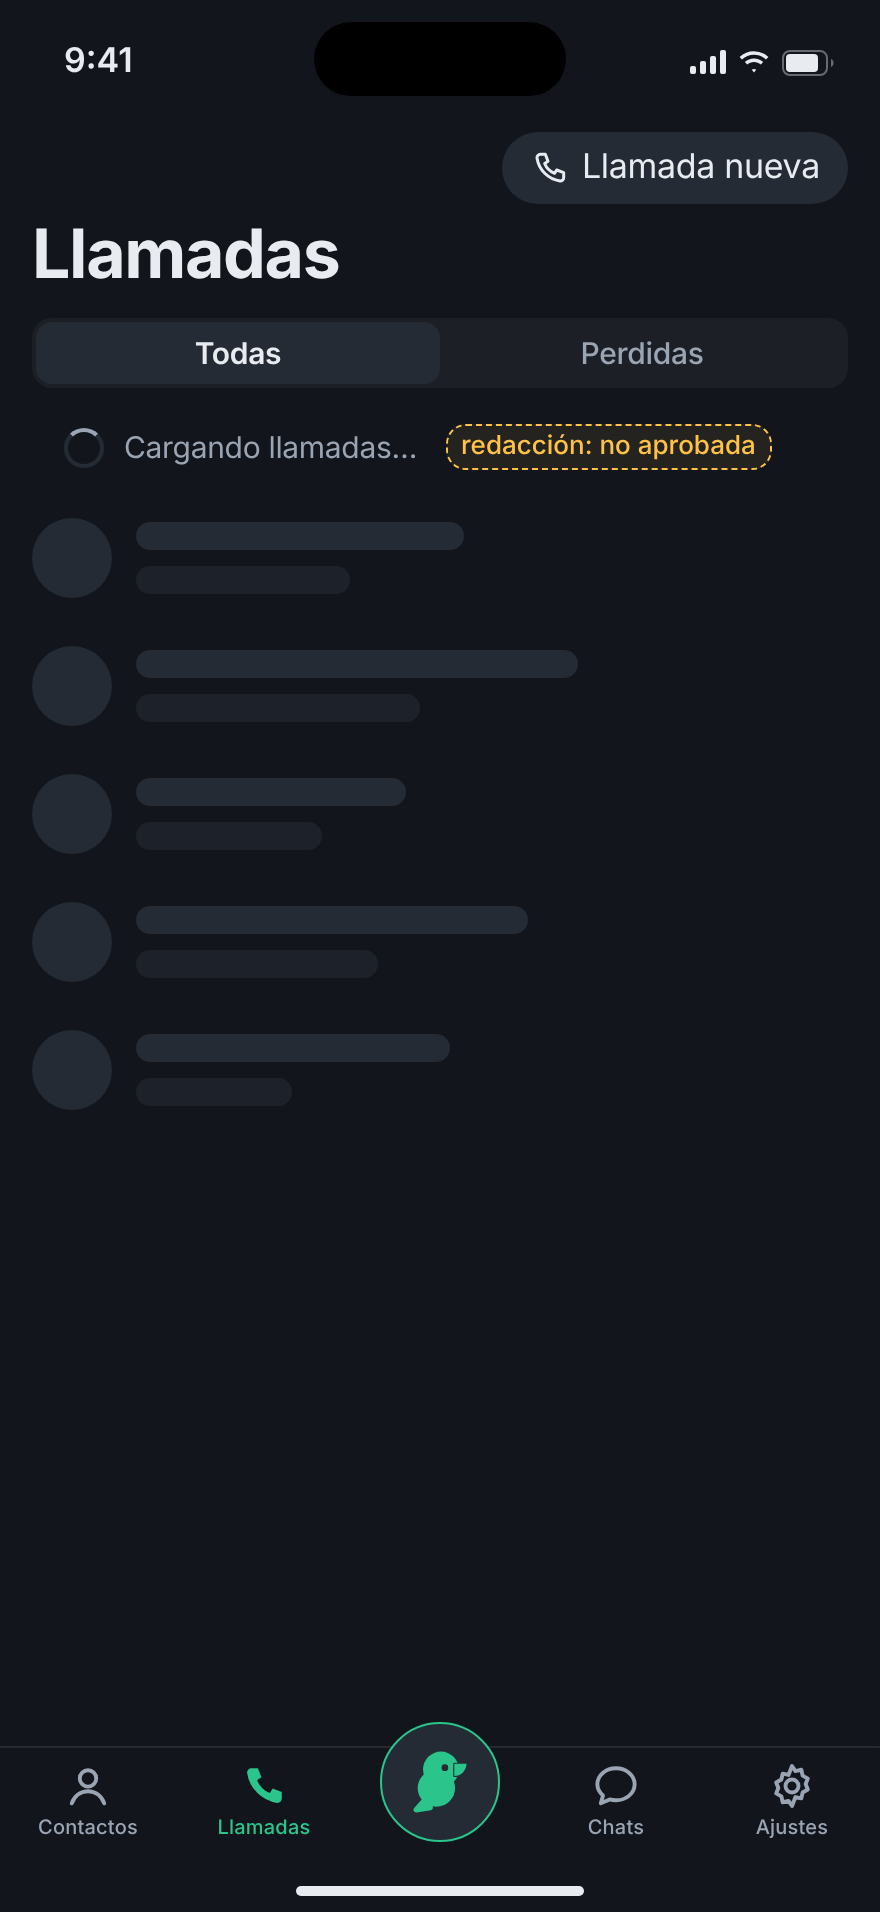 9:41
Llamada nueva
Llamadas
Todas Perdidas
Cargando llamadas... redacción: no aprobada
Contactos Llamadas Chats Ajustes